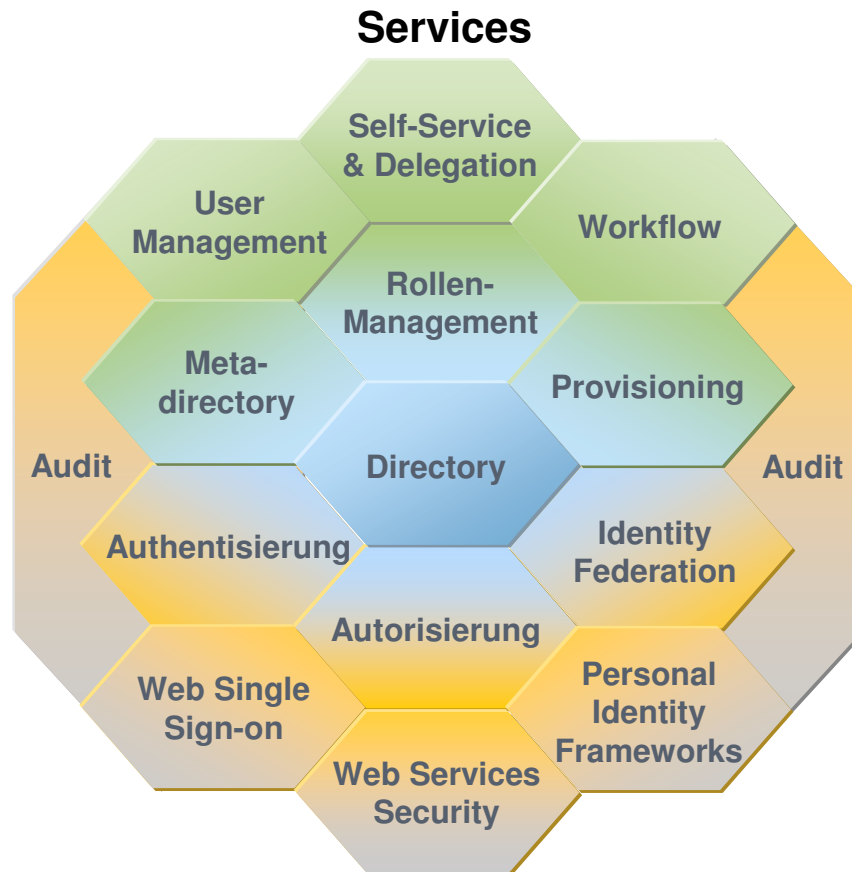 Services
Self-Service
& Delegation
User
Management
Workflow
Rollen-
Management
Meta-
directory
Provisioning
Audit
Directory
Audit
Authentisierung
Identity
Federation
Autorisierung
Web Single
Sign-on
Personal
Identity
Frameworks
Web Services
Security